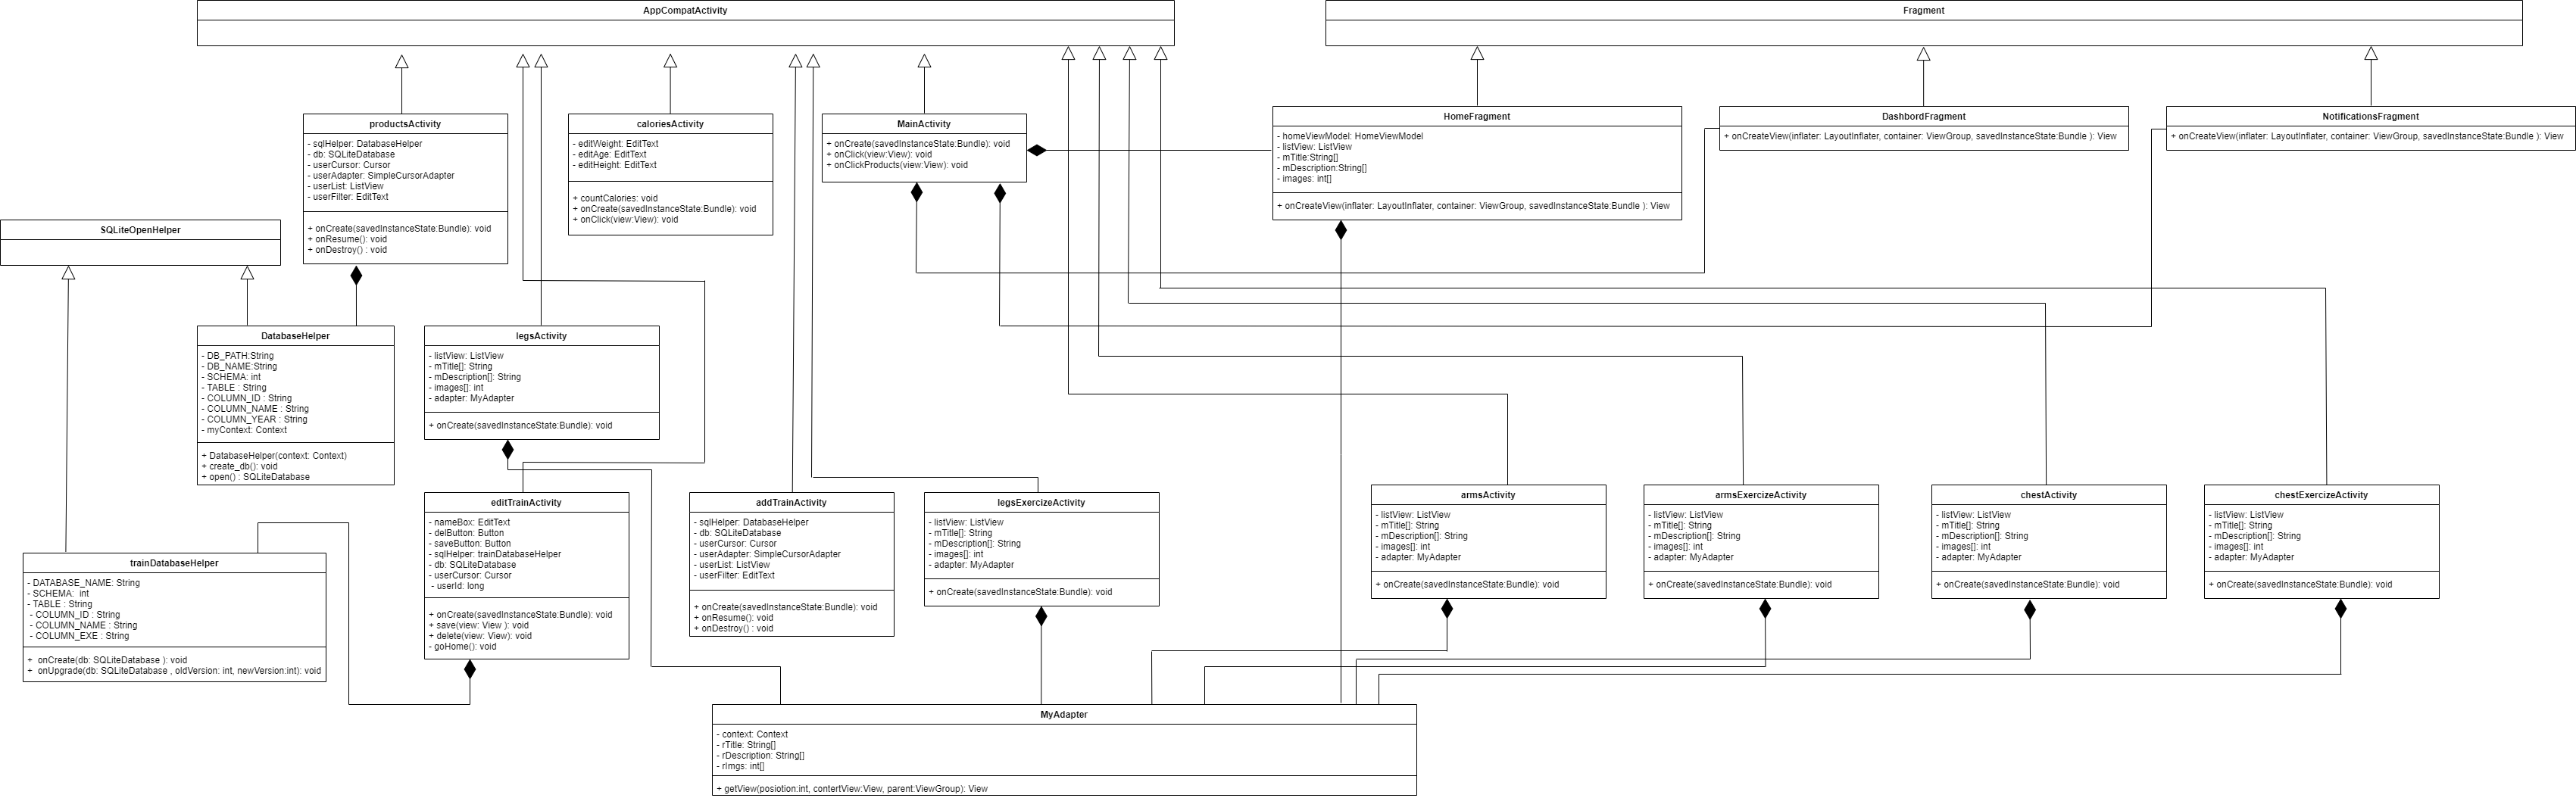 AppCompatActivity
Fragment
productsActivity
- sqlHelper: DatabaseHelper
- db: SQLiteDatabase
- userCursor: Cursor
- userAdapter: SimpleCursorAdapter
- userList: ListView
- userFilter: EditText
+ onCreate(savedInstanceState:Bundle): void
+ onResume(): void
+ onDestroy() : void
caloriesActivity
- editWeight: EditText
- editAge: EditText
- editHeight: EditText
+ countCalories: void
+ onCreate(savedInstanceState:Bundle): void
+ onClick(view:View): void
MainActivity
+ onCreate(savedInstanceState:Bundle): void
+ onClick(view:View): void
+ onClickProducts(view:View): void
HomeFragment
- homeViewModel: HomeViewModel
- listView: ListView
- mTitle:String[]
- mDescription:String[]
- images: int[]
+ onCreateView(inflater: LayoutInflater, container: ViewGroup, savedInstanceState:Bundle ): View
DashbordFragment
+ onCreateView(inflater: LayoutInflater, container: ViewGroup, savedInstanceState:Bundle ): View
NotificationsFragment
+ onCreateView(inflater: LayoutInflater, container: ViewGroup, savedInstanceState:Bundle ): View
SQLiteOpenHelper
DatabaseHelper
- DB_PATH:String
- DB_NAME:String
- SCHEMA: int
- TABLE : String
- COLUMN_ID : String
- COLUMN_NAME : String
- COLUMN_YEAR : String
- myContext: Context
+ DatabaseHelper(context: Context)
+ create_db(): void
+ open() : SQLiteDatabase
legsActivity
- listView: ListView
- mTitle[]: String
- mDescription[]: String
- images[]: int
- adapter: MyAdapter
+ onCreate(savedInstanceState:Bundle): void
trainDatabaseHelper
- DATABASE_NAME: String
- SCHEMA:  int
- TABLE : String
- COLUMN_ID : String
- COLUMN_NAME : String
- COLUMN_EXE : String
+  onCreate(db: SQLiteDatabase ): void
+  onUpgrade(db: SQLiteDatabase , oldVersion: int, newVersion:int): void
editTrainActivity
- nameBox: EditText
- delButton: Button
- saveButton: Button
- sqlHelper: trainDatabaseHelper
- db: SQLiteDatabase
- userCursor: Cursor
- userId: long
+ onCreate(savedInstanceState:Bundle): void
+ save(view: View ): void
+ delete(view: View): void
- goHome(): void
addTrainActivity
- sqlHelper: DatabaseHelper
- db: SQLiteDatabase
- userCursor: Cursor
- userAdapter: SimpleCursorAdapter
- userList: ListView
- userFilter: EditText
+ onCreate(savedInstanceState:Bundle): void
+ onResume(): void
+ onDestroy() : void
legsExercizeActivity
- listView: ListView
- mTitle[]: String
- mDescription[]: String
- images[]: int
- adapter: MyAdapter
+ onCreate(savedInstanceState:Bundle): void
armsActivity
- listView: ListView
- mTitle[]: String
- mDescription[]: String
- images[]: int
- adapter: MyAdapter
+ onCreate(savedInstanceState:Bundle): void
armsExercizeActivity
- listView: ListView
- mTitle[]: String
- mDescription[]: String
- images[]: int
- adapter: MyAdapter
+ onCreate(savedInstanceState:Bundle): void
chestActivity
- listView: ListView
- mTitle[]: String
- mDescription[]: String
- images[]: int
- adapter: MyAdapter
+ onCreate(savedInstanceState:Bundle): void
chestExercizeActivity
- listView: ListView
- mTitle[]: String
- mDescription[]: String
- images[]: int
- adapter: MyAdapter
+ onCreate(savedInstanceState:Bundle): void
MyAdapter
- context: Context
- rTitle: String[]
- rDescription: String[]
- rImgs: int[]
+ getView(posiotion:int, contertView:View, parent:ViewGroup): View